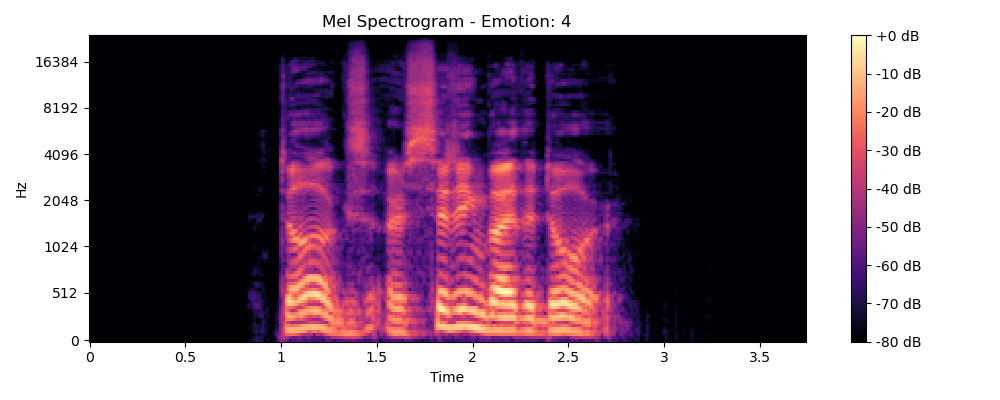 Mel Spectrogram - Emotion: 4
Hz
16384
8192
4096
2048
1024
512
0
0 0.5 1 1.5 2 2.5 3 3.5
Time
+0 dB
-10 dB
-20 dB
-30 dB
-40 dB
-50 dB
-60 dB
-70 dB
-80 dB